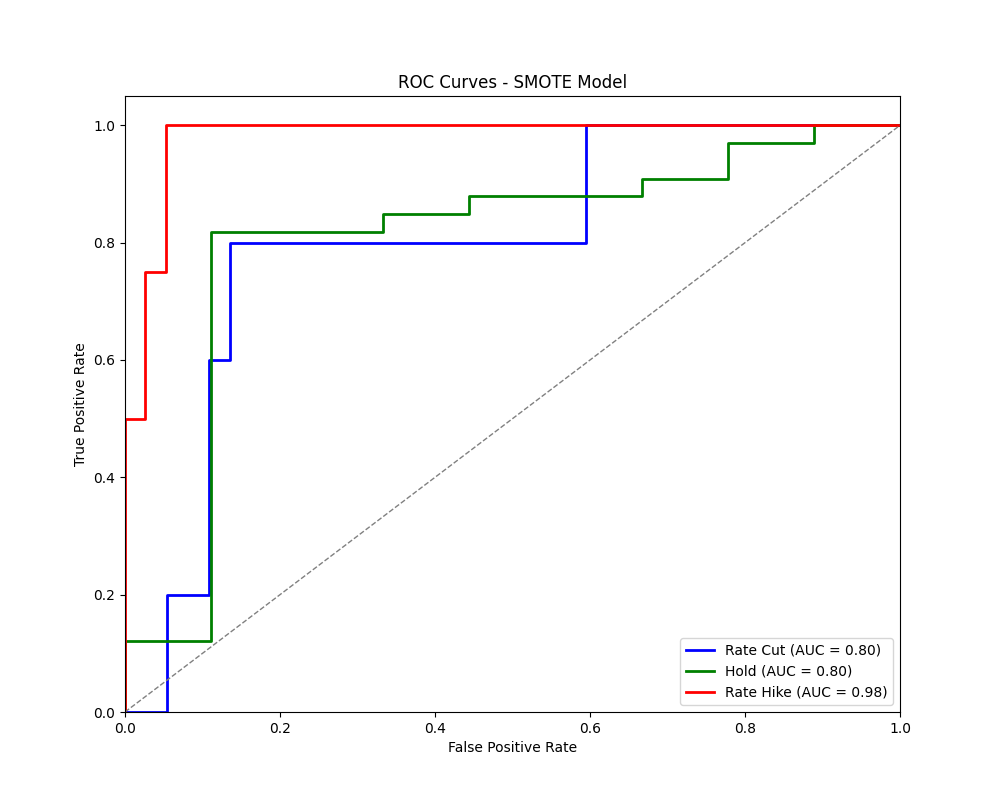 ROC Curves - SMOTE Model
True Positive Rate
1.0
0.8
0.6
0.4
0.2
0.0
0.0 0.2 0.4 0.6 0.8 1.0
False Positive Rate
Rate Cut (AUC = 0.80)
Hold (AUC = 0.80)
Rate Hike (AUC = 0.98)